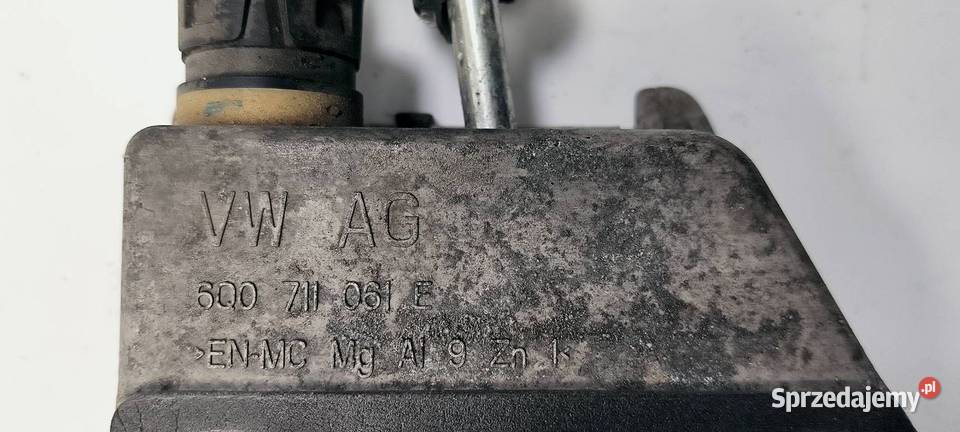 VW AG
6Q0 711 061 E
>EN-MC Mg Al 9 Zn 1<
Sprzedajemy.pl